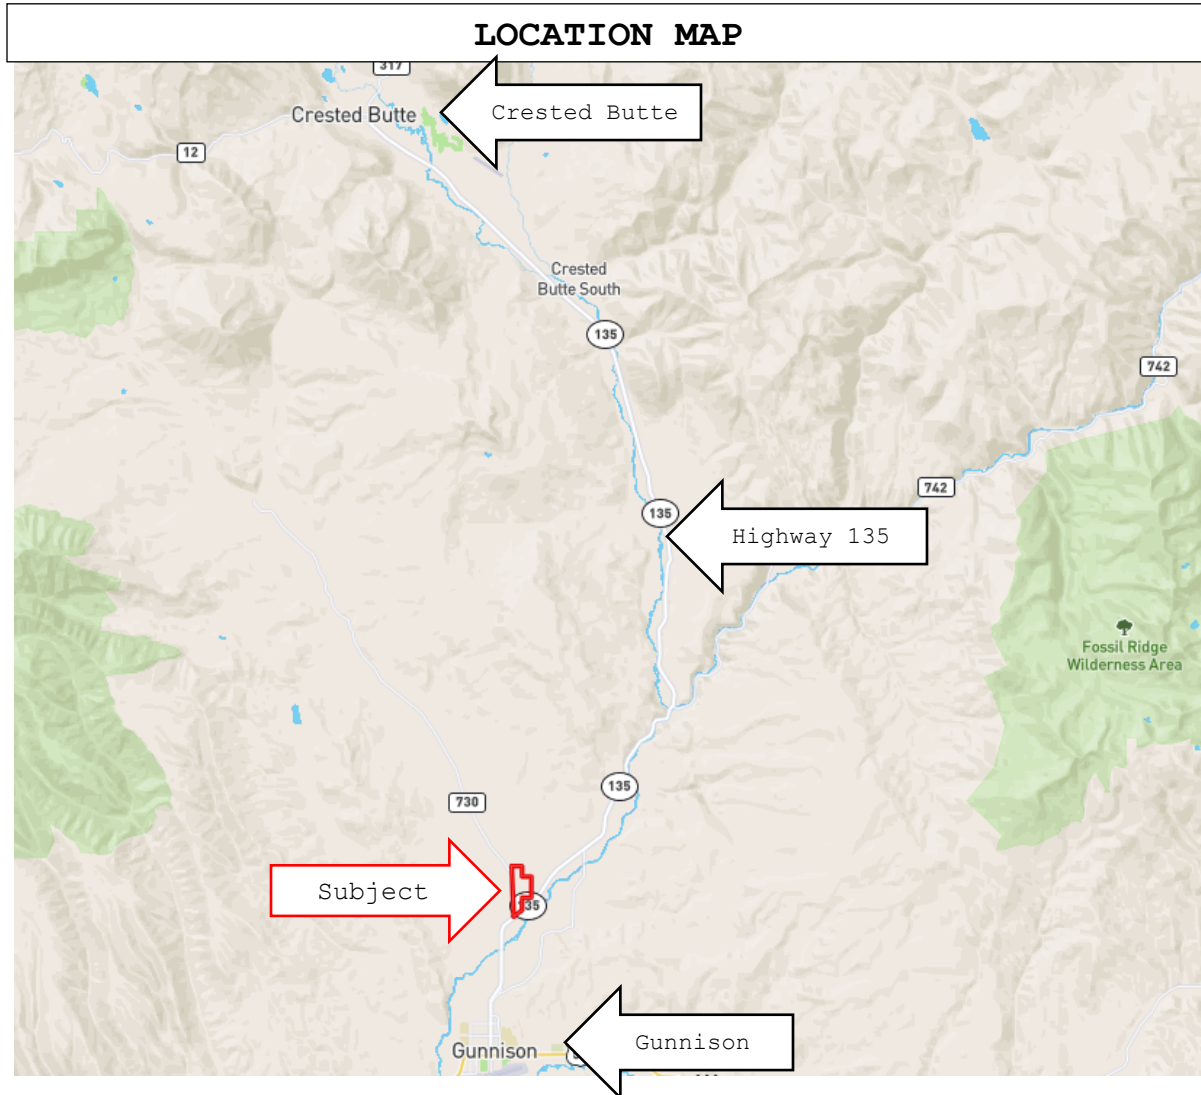 LOCATION MAP
317
Crested Butte
Crested Butte
12
Crested
Butte South
135
742
742
135
Highway 135
Fossil Ridge
Wilderness Area
135
730
Subject
135
Gunnison
Gunnison